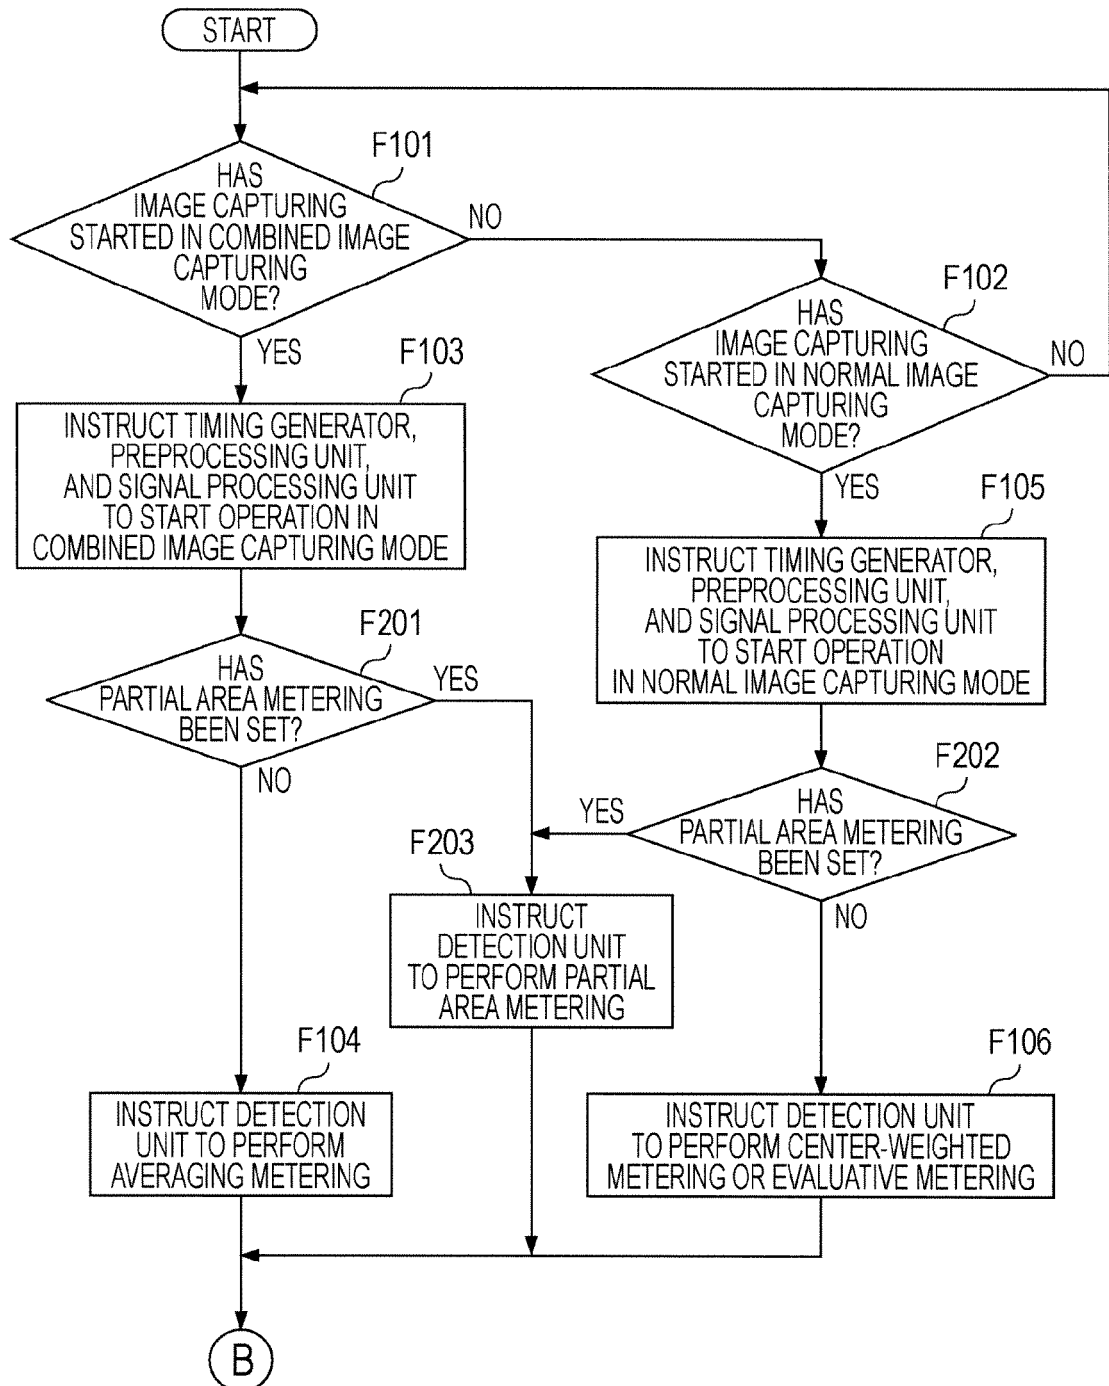 START
F101
HAS
IMAGE CAPTURING
STARTED IN COMBINED IMAGE
CAPTURING
MODE?
NO
YES
F102
HAS
IMAGE CAPTURING
STARTED IN NORMAL IMAGE
CAPTURING
MODE?
NO
YES
F103
INSTRUCT TIMING GENERATOR,
PREPROCESSING UNIT,
AND SIGNAL PROCESSING UNIT
TO START OPERATION IN
COMBINED IMAGE CAPTURING MODE
F105
INSTRUCT TIMING GENERATOR,
PREPROCESSING UNIT,
AND SIGNAL PROCESSING UNIT
TO START OPERATION
IN NORMAL IMAGE CAPTURING MODE
F201
HAS
PARTIAL AREA METERING
BEEN SET?
YES
NO
F202
HAS
PARTIAL AREA METERING
BEEN SET?
YES
NO
F203
INSTRUCT
DETECTION UNIT
TO PERFORM PARTIAL
AREA METERING
F104
INSTRUCT DETECTION
UNIT TO PERFORM
AVERAGING METERING
F106
INSTRUCT DETECTION UNIT
TO PERFORM CENTER-WEIGHTED
METERING OR EVALUATIVE METERING
B